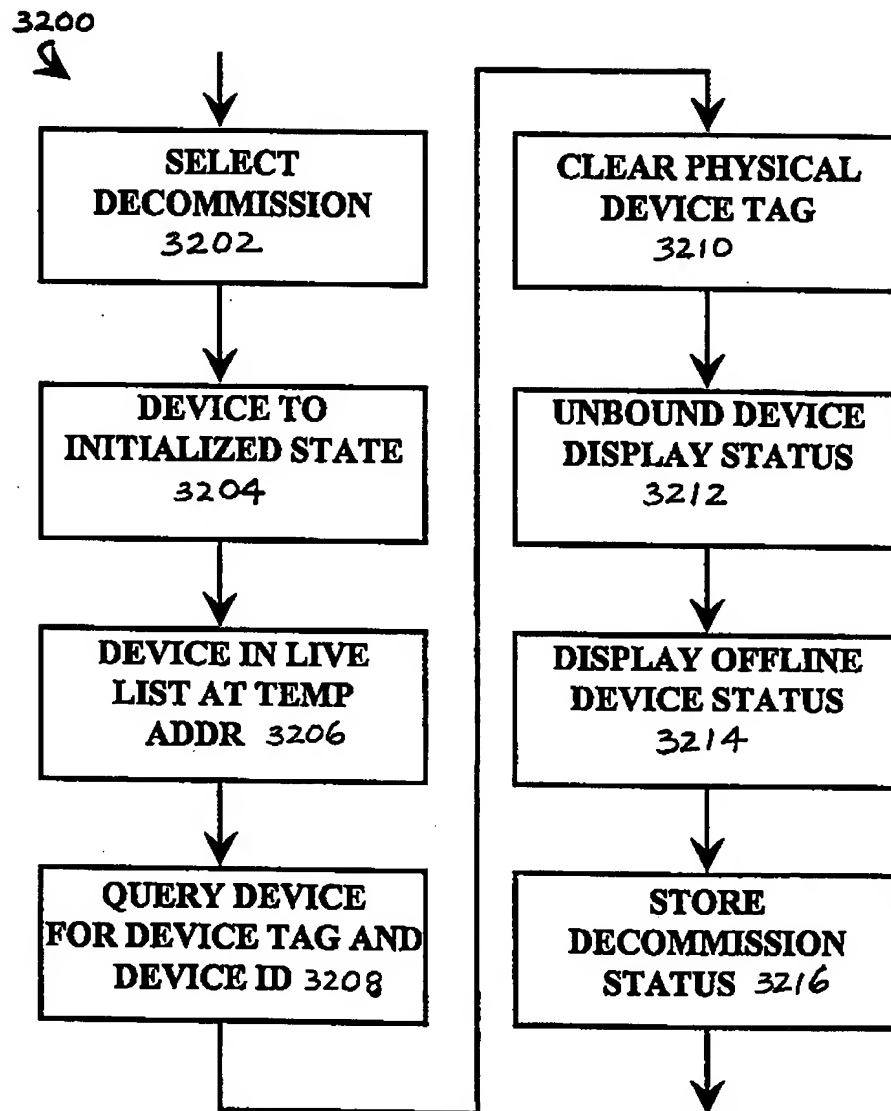 3200
SELECT
DECOMMISSION
3202
DEVICE TO
INITIALIZED STATE
3204
DEVICE IN LIVE
LIST AT TEMP
ADDR 3206
QUERY DEVICE
FOR DEVICE TAG AND
DEVICE ID 3208
CLEAR PHYSICAL
DEVICE TAG
3210
UNBOUND DEVICE
DISPLAY STATUS
3212
DISPLAY OFFLINE
DEVICE STATUS
3214
STORE
DECOMMISSION
STATUS 3216